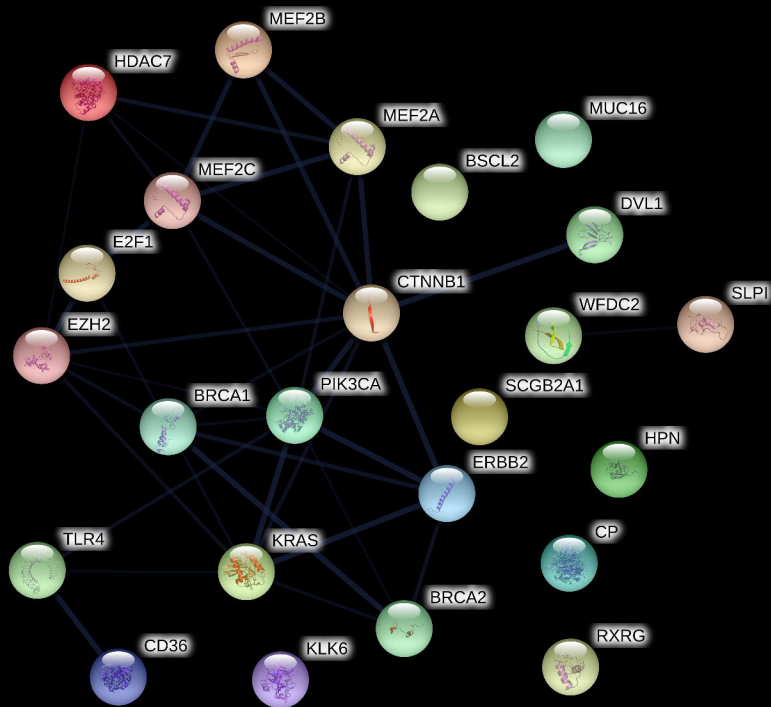 MEF2B
HDAC7
MUC16
MEF2A
BSCL2
MEF2C
DVL1
E2F1
CTNNB1
SLPI
WFDC2
EZH2
PIK3CA
SCGB2A1
BRCA1
HPN
ERBB2
CP
TLR4
KRAS
BRCA2
RXRG
CD36
KLK6